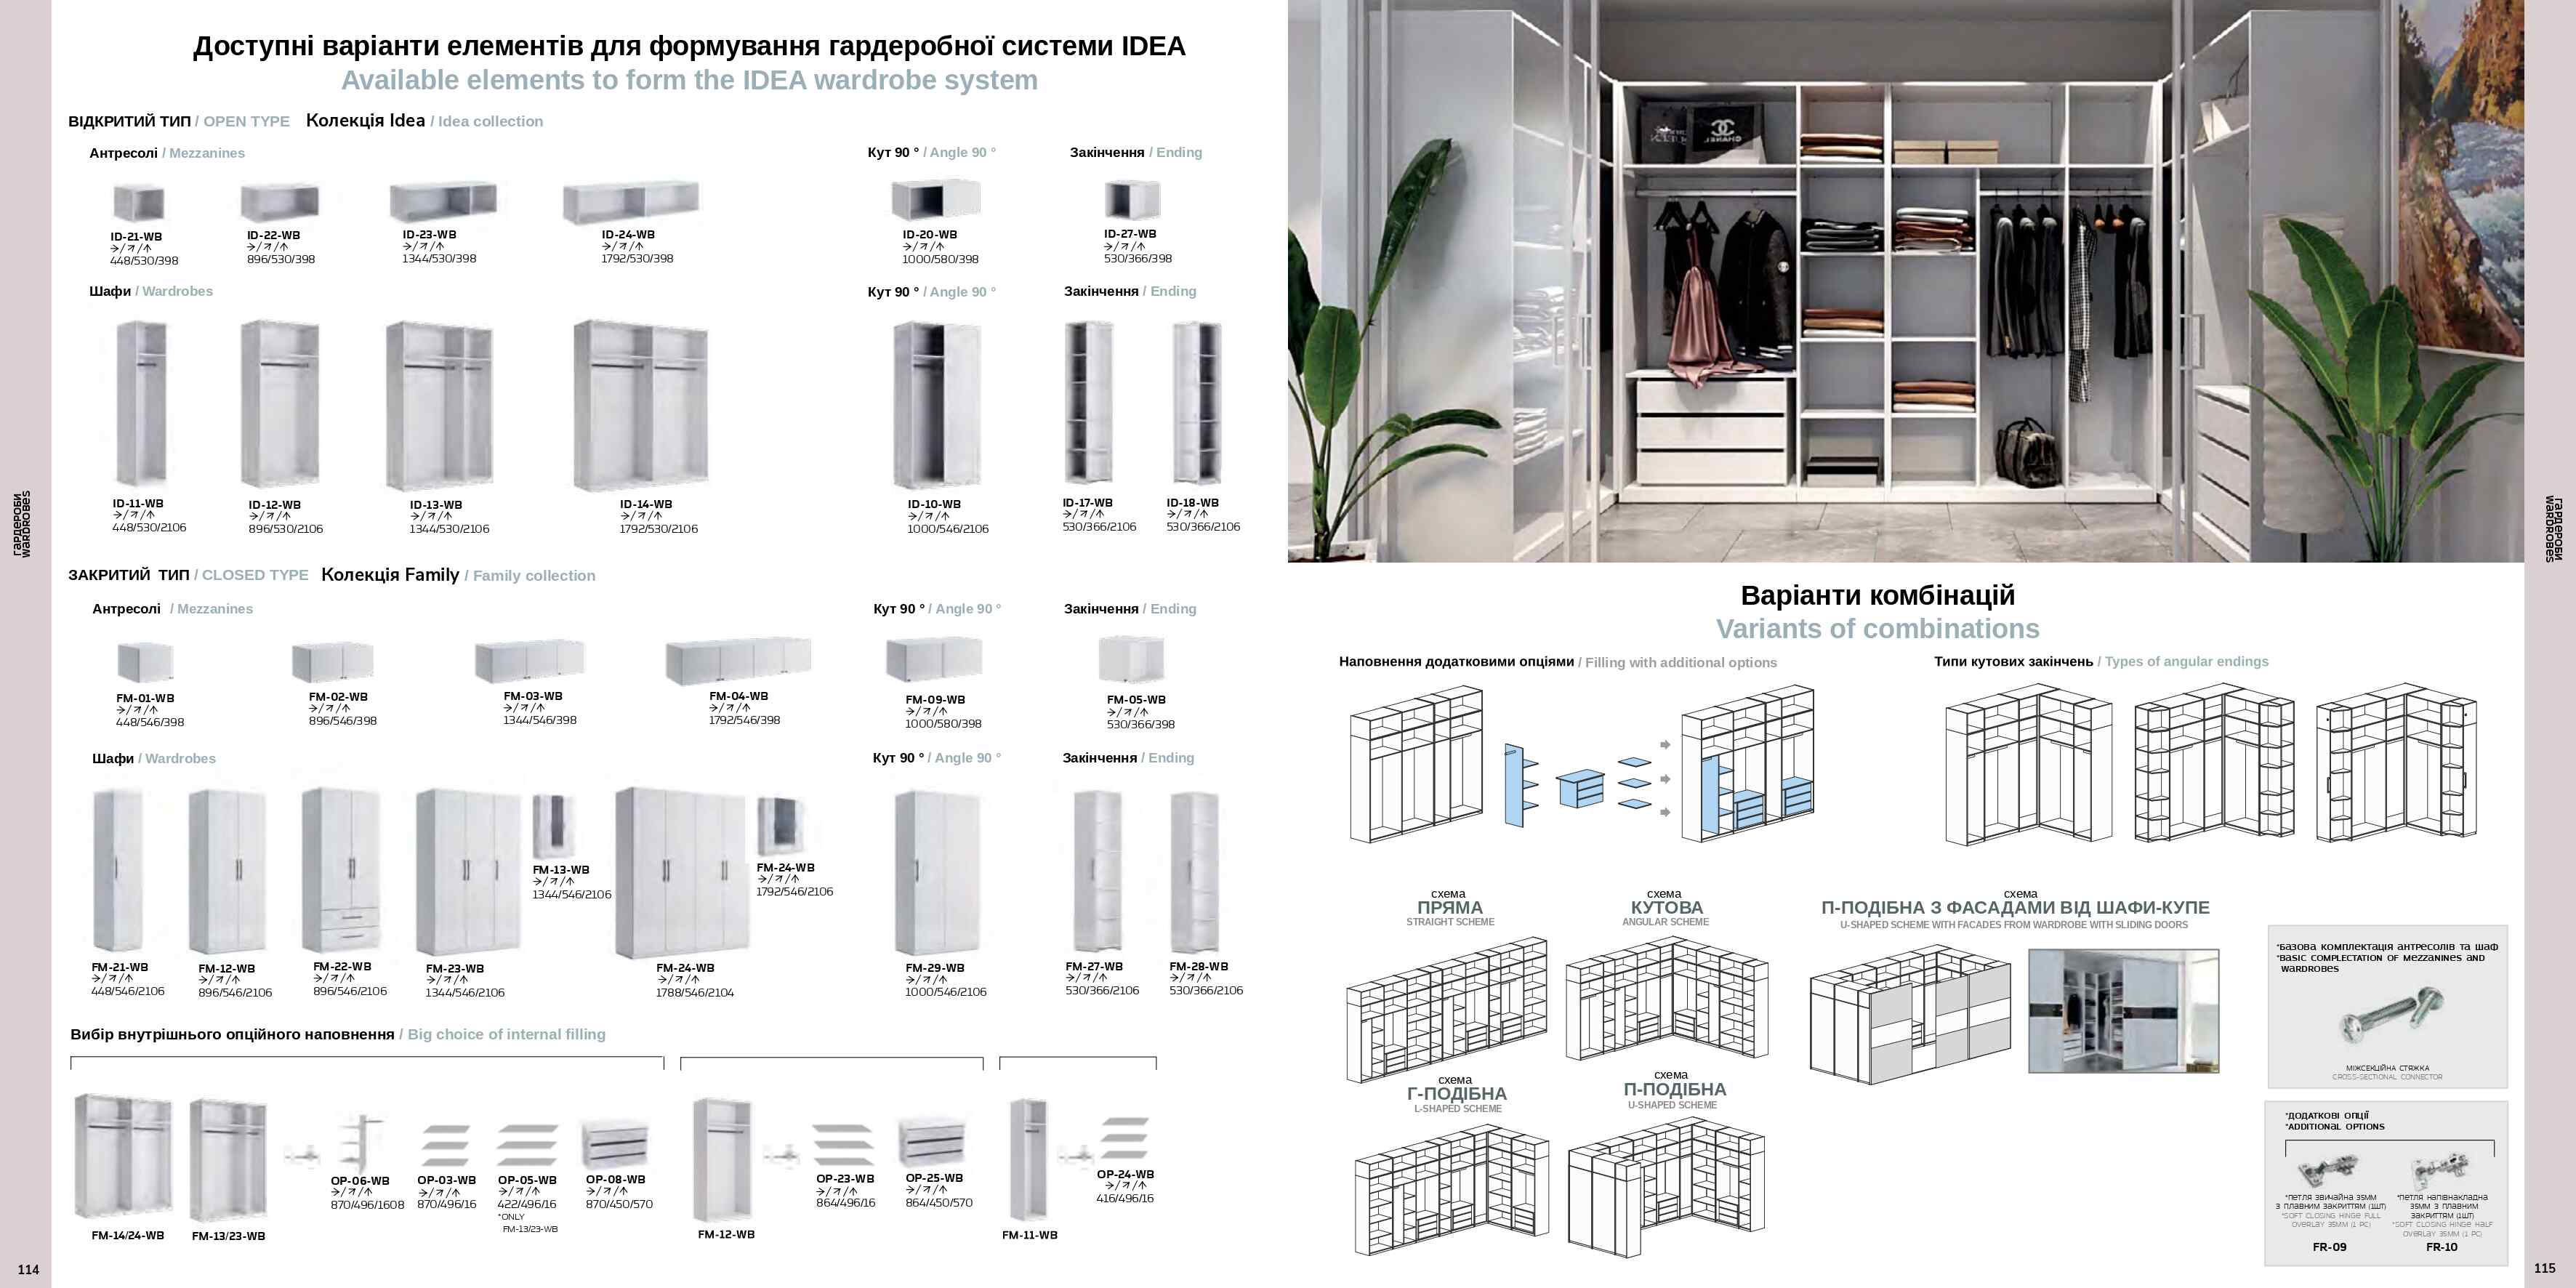 Доступні варіанти елементів для формування гардеробної системи IDEA
Available elements to form the IDEA wardrobe system
ВІДКРИТИЙ ТИП / OPEN TYPE Колекція Idea / Idea collection
Антресолі / Mezzanines
Кут 90 ° / Angle 90 °
Закінчення / Ending
ID-21-WB
448/530/398
ID-22-WB
896/530/398
ID-23-WB
1344/530/398
ID-24-WB
1792/530/398
ID-20-WB
1000/580/398
ID-27-WB
530/366/398
Шафи / Wardrobes
Кут 90 ° / Angle 90 °
Закінчення / Ending
ID-11-WB
448/530/2106
ID-12-WB
896/530/2106
ID-13-WB
1344/530/2106
ID-14-WB
1792/530/2106
ID-10-WB
1000/546/2106
ID-17-WB
530/366/2106
ID-18-WB
530/366/2106
ЗАКРИТИЙ ТИП / CLOSED TYPE Колекція Family / Family collection
Антресолі / Mezzanines
Кут 90 ° / Angle 90 °
Закінчення / Ending
FM-01-WB
448/546/398
FM-02-WB
896/546/398
FM-03-WB
1344/546/398
FM-04-WB
1792/546/398
FM-09-WB
1000/580/398
FM-05-WB
530/366/398
Шафи / Wardrobes
Кут 90 ° / Angle 90 °
Закінчення / Ending
FM-13-WB
1344/546/2106
FM-24-WB
1792/546/2106
FM-21-WB
448/546/2106
FM-12-WB
896/546/2106
FM-22-WB
896/546/2106
FM-23-WB
1344/546/2106
FM-24-WB
1788/546/2104
FM-29-WB
1000/546/2106
FM-27-WB
530/366/2106
FM-28-WB
530/366/2106
Вибір внутрішнього опційного наповнення / Big choice of internal filling
FM-14/24-WB
FM-13/23-WB
OP-06-WB
870/496/1608
OP-03-WB
870/496/16
OP-05-WB
422/496/16
*ONLY
FM-13/23-WB
OP-08-WB
870/450/570
FM-12-WB
OP-23-WB
864/496/16
OP-25-WB
864/450/570
FM-11-WB
OP-24-WB
416/496/16
ГАРДЕРОБИ
WARDROBES
114
CHANEL
Варіанти комбінацій
Variants of combinations
Наповнення додатковими опціями / Filling with additional options
Типи кутових закінчень / Types of angular endings
схема
ПРЯМА
STRAIGHT SCHEME
схема
КУТОВА
ANGULAR SCHEME
схема
П-ПОДІБНА З ФАСАДАМИ ВІД ШАФИ-КУПЕ
U-SHAPED SCHEME WITH FACADES FROM WARDROBE WITH SLIDING DOORS
схема
Г-ПОДІБНА
L-SHAPED SCHEME
схема
П-ПОДІБНА
U-SHAPED SCHEME
*БАЗОВА КОМПЛЕКТАЦІЯ АНТРЕСОЛІВ ТА ШАФ
*BASIC COMPLECTATION OF MEZZANINES AND
WARDROBES
МІЖСЕКЦІЙНА СТЯЖКА
CROSS-SECTIONAL CONNECTOR
*ДОДАТКОВІ ОПЦІЇ
*ADDITIONAL OPTIONS
*ПЕТЛЯ ЗВИЧАЙНА 35ММ
З ПЛАВНИМ ЗАКРИТТЯМ (1ШТ)
*SOFT CLOSING HINGE FULL
OVERLAY 35MM (1 PC)
FR-09
*ПЕТЛЯ НАПІВНАКЛАДНА
35ММ З ПЛАВНИМ
ЗАКРИТТЯМ (1ШТ)
*SOFT CLOSING HINGE HALF
OVERLAY 35MM (1 PC)
FR-10
ГАРДЕРОБИ
WARDROBES
115